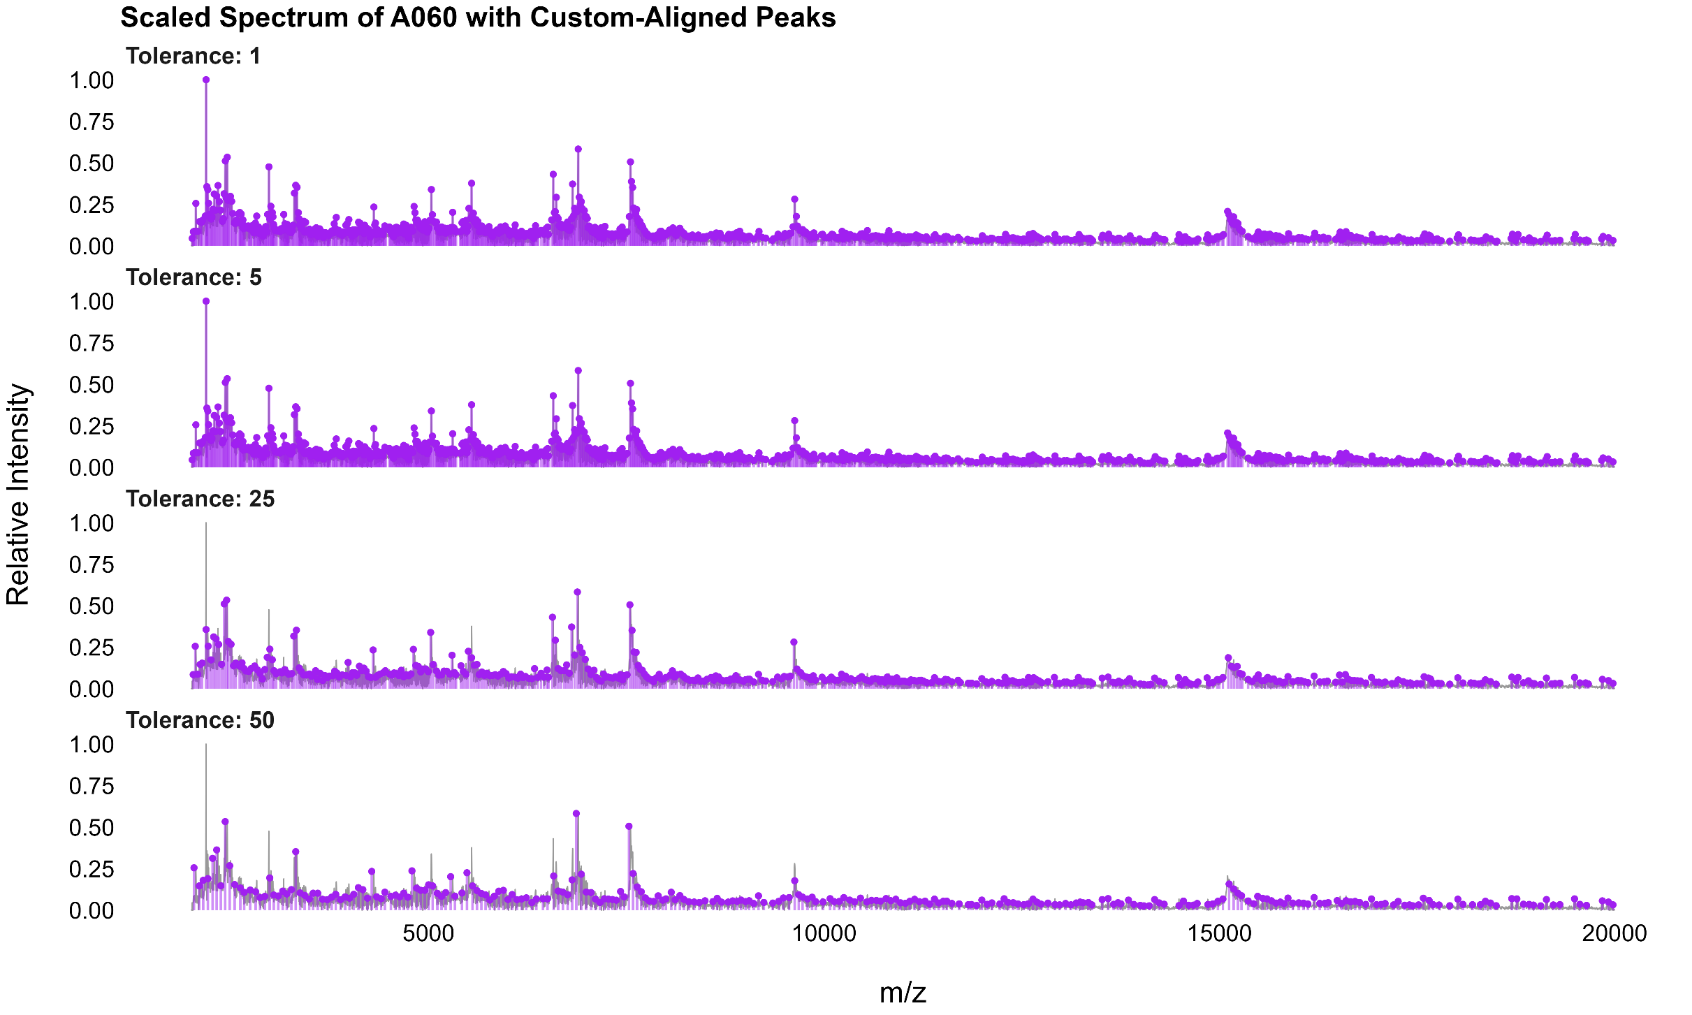 Scaled Spectrum of A060 with Custom-Aligned Peaks
Tolerance: 1
1.00
0.75
0.50
0.25
0.00
Tolerance: 5
1.00
0.75
0.50
0.25
0.00
Tolerance: 25
1.00
0.75
0.50
0.25
0.00
Tolerance: 50
1.00
0.75
0.50
0.25
0.00
Relative Intensity
5000 10000 15000 20000
m/z